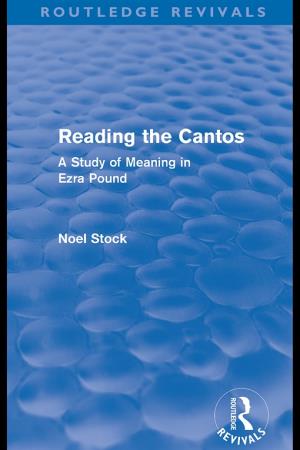 ROUTLEDGE REVIVALS
Reading the Cantos
A Study of Meaning in
Ezra Pound
Noel Stock
ROUTLEDGE
REVIVALS